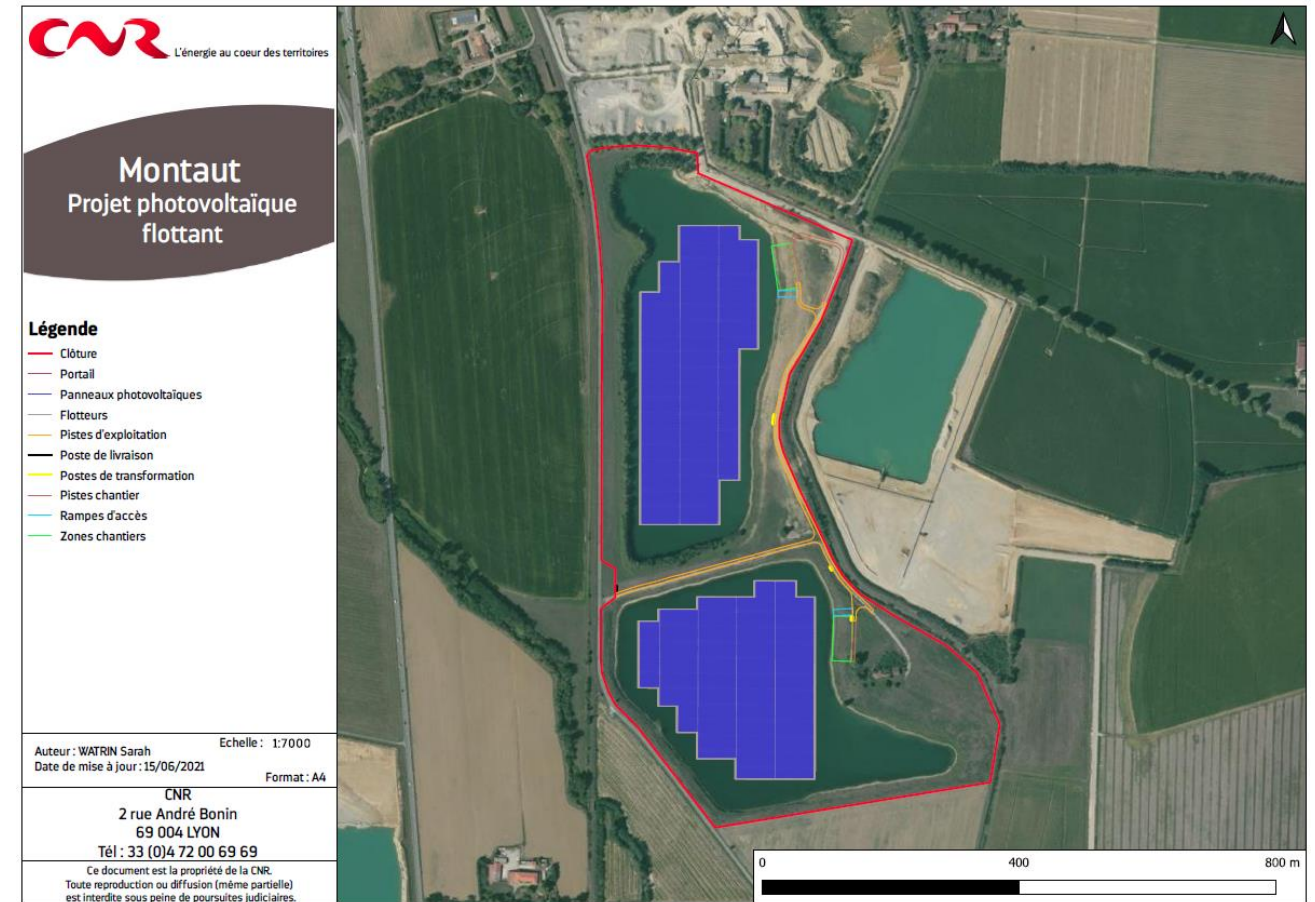 CNR
L'énergie au coeur des territoires
Montaut
Projet photovoltaïque
flottant
Légende
Clôture
Portail
Panneaux photovoltaïques
Flotteurs
Pistes d'exploitation
Poste de livraison
Postes de transformation
Pistes chantier
Rampes d'accès
Zones chantiers
Auteur : WATRIN Sarah
Echelle : 1:7000
Date de mise à jour : 15/06/2021
Format : A4
CNR
2 rue André Bonin
69 004 LYON
Tél : 33 (0)4 72 00 69 69
Ce document est la propriété de la CNR.
Toute reproduction ou diffusion (même partielle)
est interdite sous peine de poursuites judiciaires.
0 400 800 m